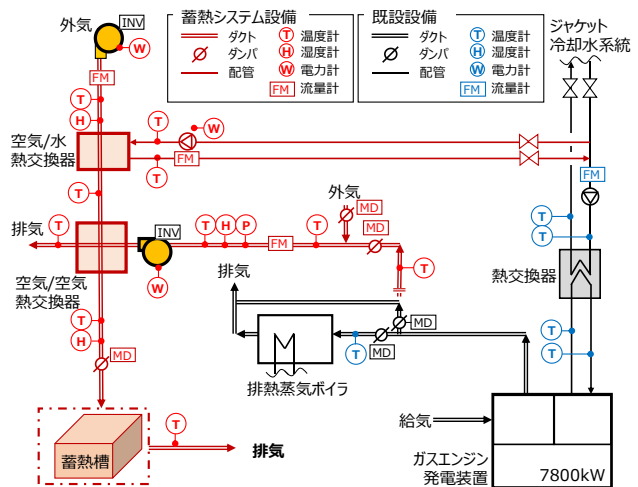 外気
INV
W
FM
T
H
蓄熱システム設備
ダクト
ダンパ
配管
T 温度計
H 湿度計
W 電力計
FM 流量計
既設設備
ダクト
ダンパ
配管
T 温度計
H 湿度計
W 電力計
FM 流量計
ジャケット
冷却水系統
空気/水
熱交換器
T
W
FM
T
T
FM
外気
MD
MD
排気
T
INV
T
H
P
FM
T
W
T
空気/空気
熱交換器
T
T
熱交換器
排気
T
H
MD
MD
MD
T
排熱蒸気ボイラ
T
T
蓄熱槽
T
排気
給気
ガスエンジン
発電装置
7800kW